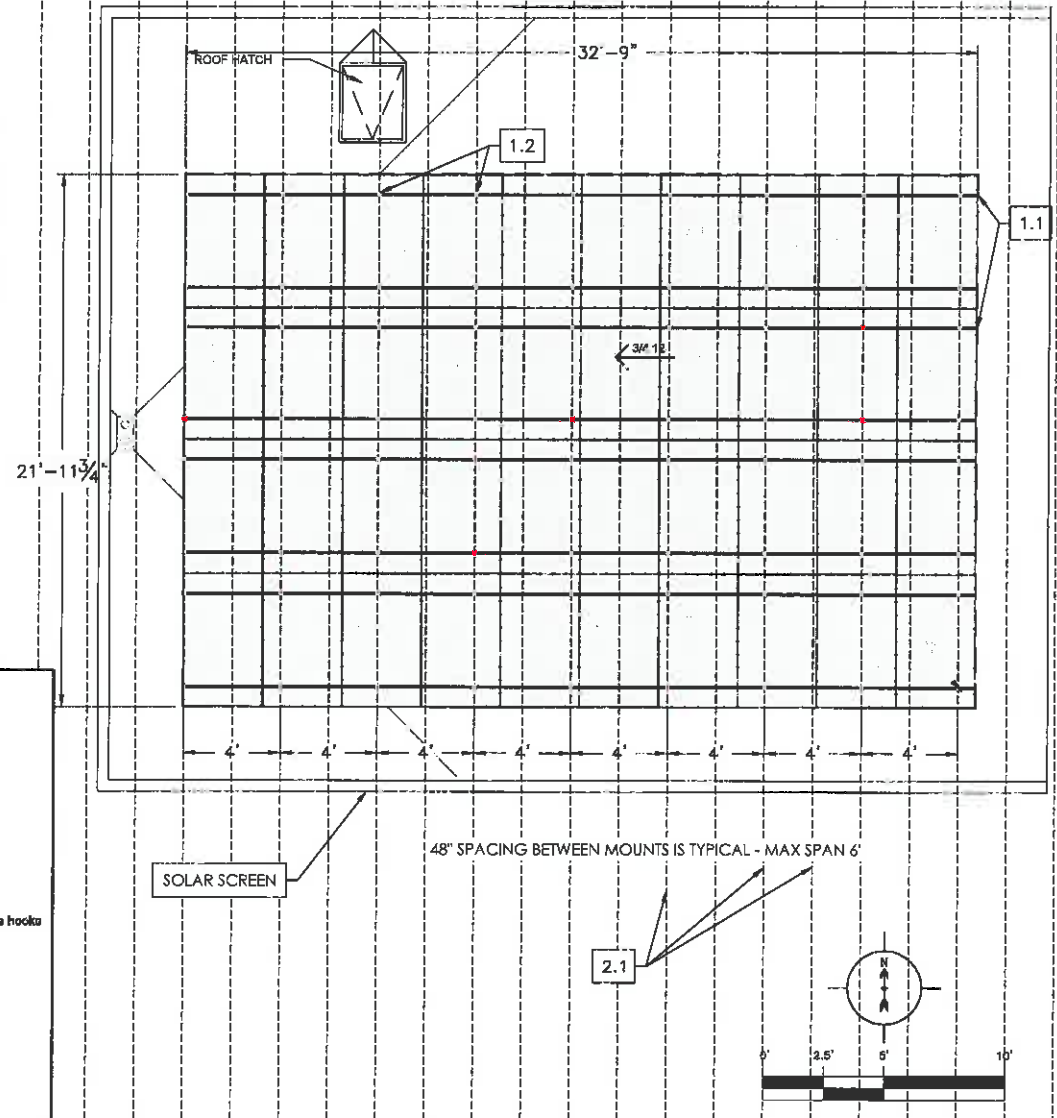 32'-9"
ROOF HATCH
1.2
1.1
3/4:12
21'-11 3/4"
4' 4' 4' 4' 4' 4' 4' 4'
48" SPACING BETWEEN MOUNTS IS TYPICAL - MAX SPAN 6'
SOLAR SCREEN
hooks
2.1
N
0' 2.5' 5' 10'